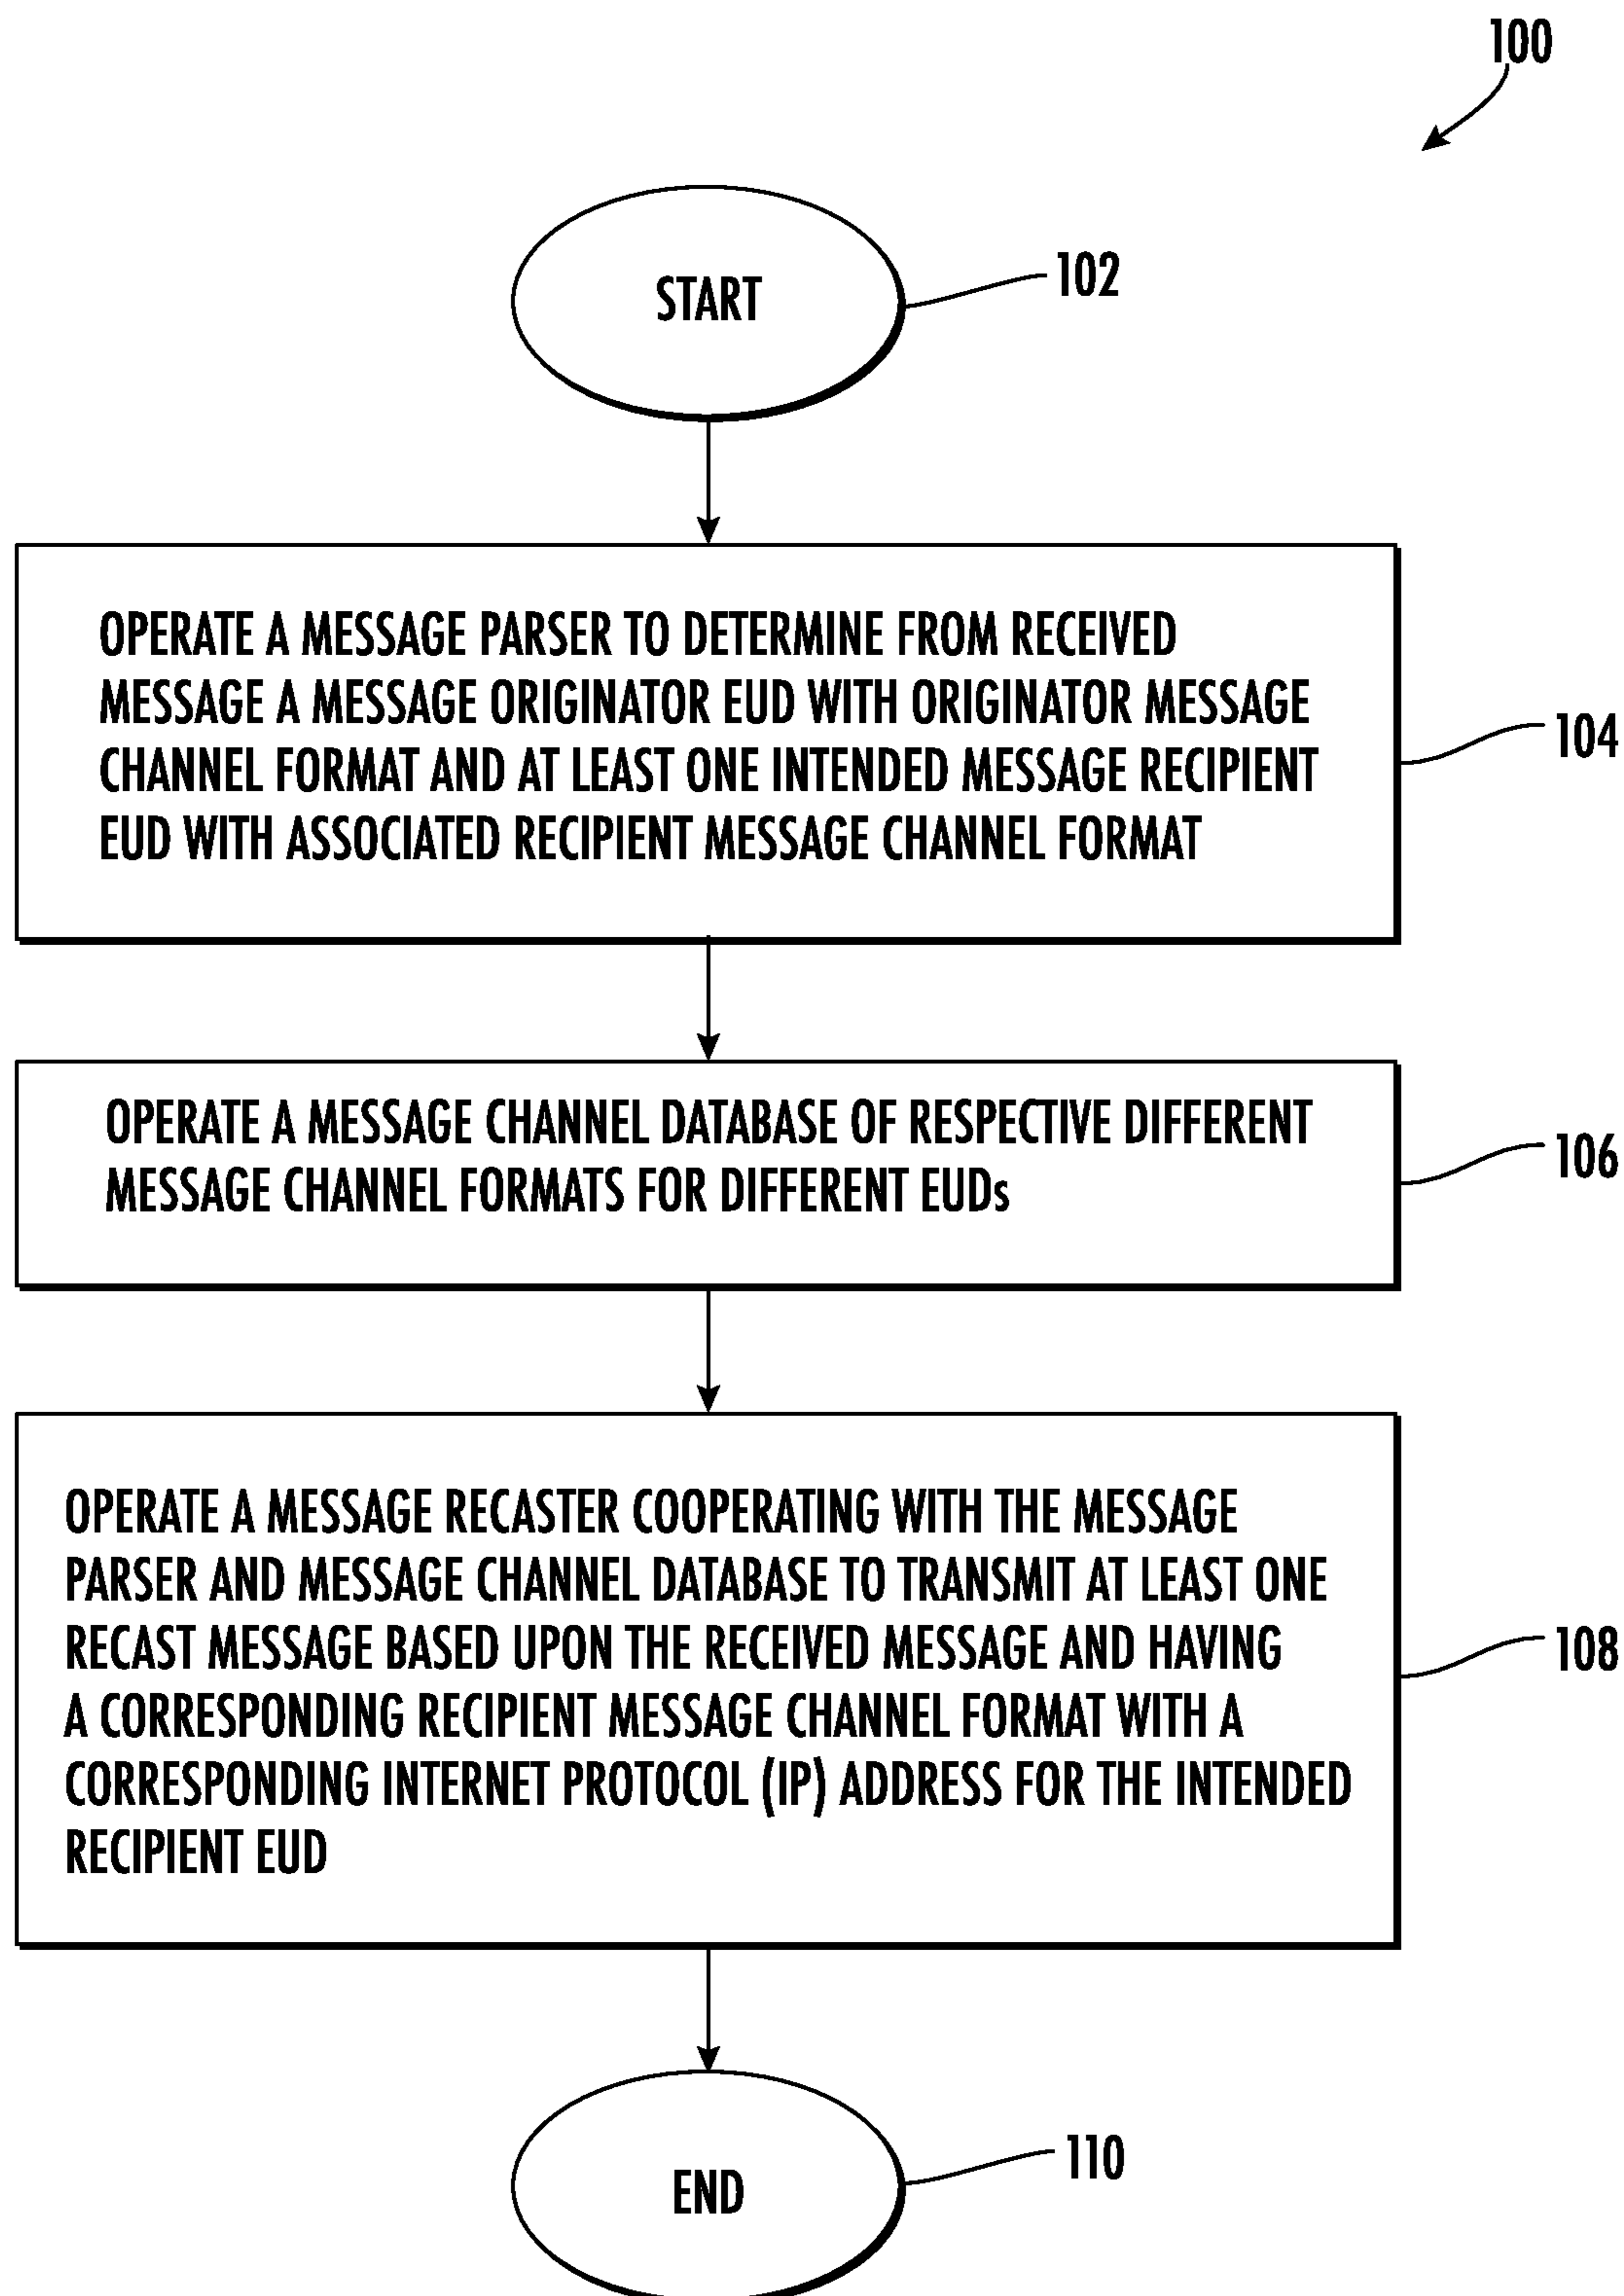 100
START
102
OPERATE A MESSAGE PARSER TO DETERMINE FROM RECEIVED
MESSAGE A MESSAGE ORIGINATOR EUD WITH ORIGINATOR MESSAGE
CHANNEL FORMAT AND AT LEAST ONE INTENDED MESSAGE RECIPIENT
EUD WITH ASSOCIATED RECIPIENT MESSAGE CHANNEL FORMAT
104
OPERATE A MESSAGE CHANNEL DATABASE OF RESPECTIVE DIFFERENT
MESSAGE CHANNEL FORMATS FOR DIFFERENT EUDs
106
OPERATE A MESSAGE RECASTER COOPERATING WITH THE MESSAGE
PARSER AND MESSAGE CHANNEL DATABASE TO TRANSMIT AT LEAST ONE
RECAST MESSAGE BASED UPON THE RECEIVED MESSAGE AND HAVING
A CORRESPONDING RECIPIENT MESSAGE CHANNEL FORMAT WITH A
CORRESPONDING INTERNET PROTOCOL (IP) ADDRESS FOR THE INTENDED
RECIPIENT EUD
108
END
110